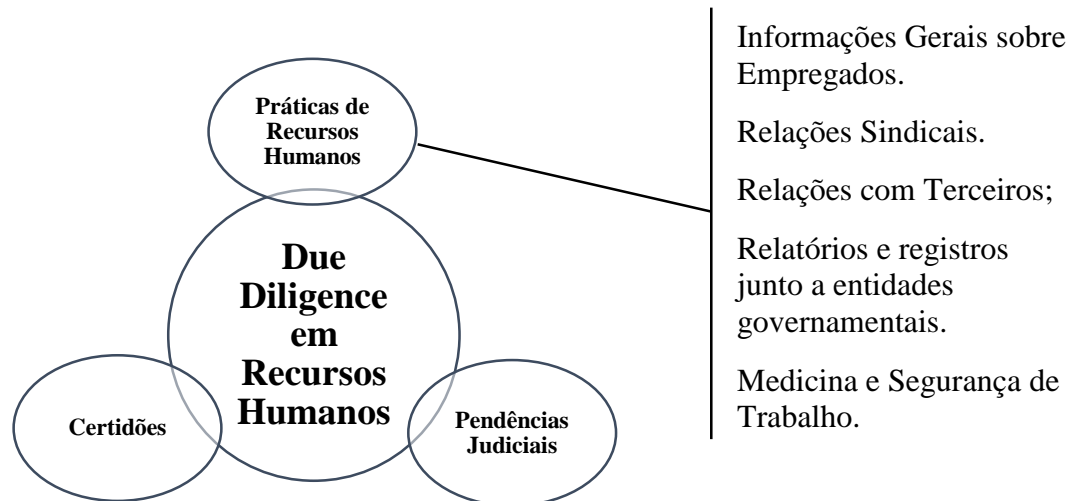 Práticas de
Recursos
Humanos
Due
Diligence
em
Recursos
Humanos
Certidões
Pendências
Judiciais
Informações Gerais sobre
Empregados.
Relações Sindicais.
Relações com Terceiros;
Relatórios e registros
junto a entidades
governamentais.
Medicina e Segurança de
Trabalho.